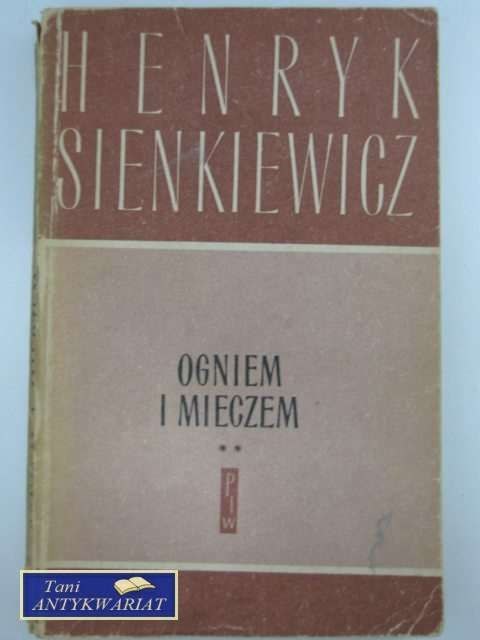 HENRYK
SIENKIEWICZ
OGNIEM
I MIECZEM
**
PIW
Tani
ANTYKWARIAT